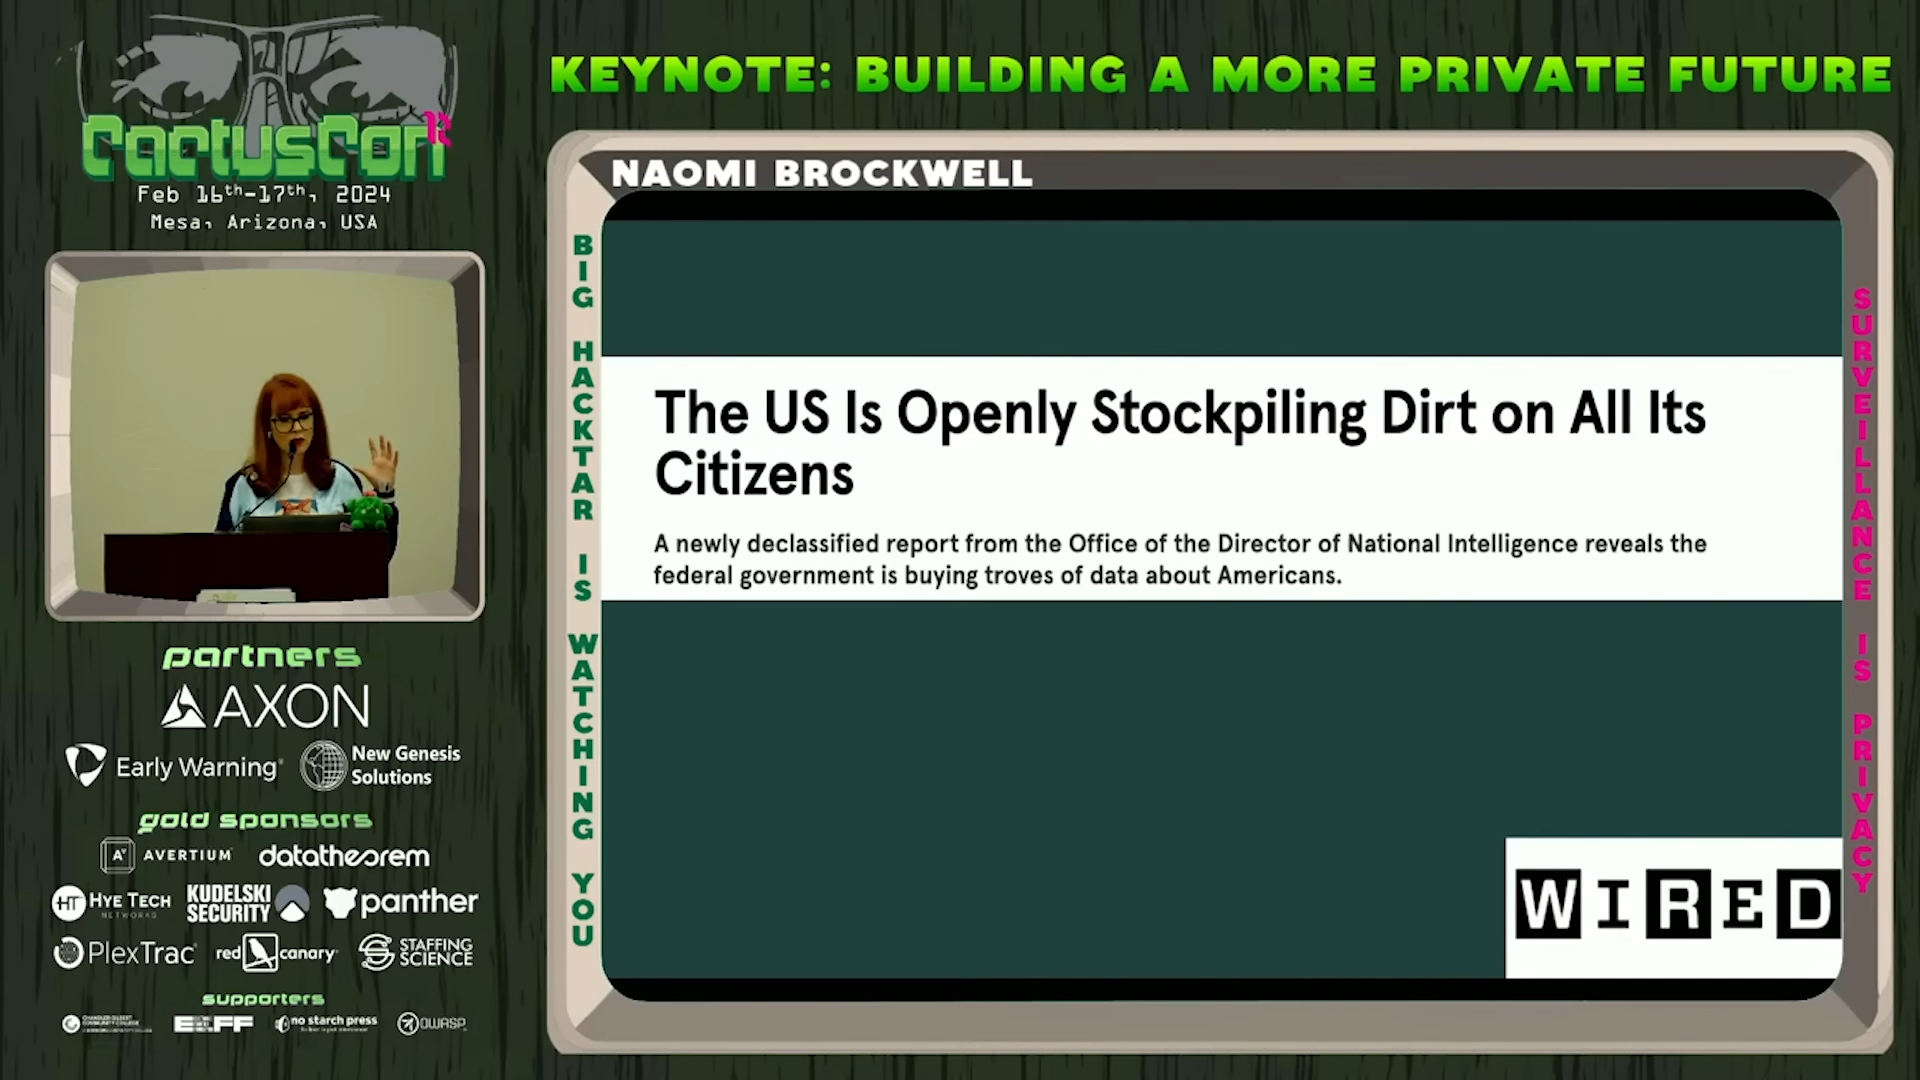 CactusCon 12
Feb 16th-17th, 2024
Mesa, Arizona, USA
KEYNOTE: BUILDING A MORE PRIVATE FUTURE
NAOMI BROCKWELL
BIG HACKTAR IS WATCHING YOU
The US Is Openly Stockpiling Dirt on All Its
Citizens
A newly declassified report from the Office of the Director of National Intelligence reveals the
federal government is buying troves of data about Americans.
WIRED
SURVEILLANCE IS PRIVACY
partners
AXON
Early Warning
New Genesis
Solutions
gold sponsors
AVERTIUM
datatheorem
HT HYE TECH
NETWORKS
KUDELSKI
SECURITY
panther
PlexTrac
red canary
STAFFING
SCIENCE
supporters
EFF
no starch press
OWASP